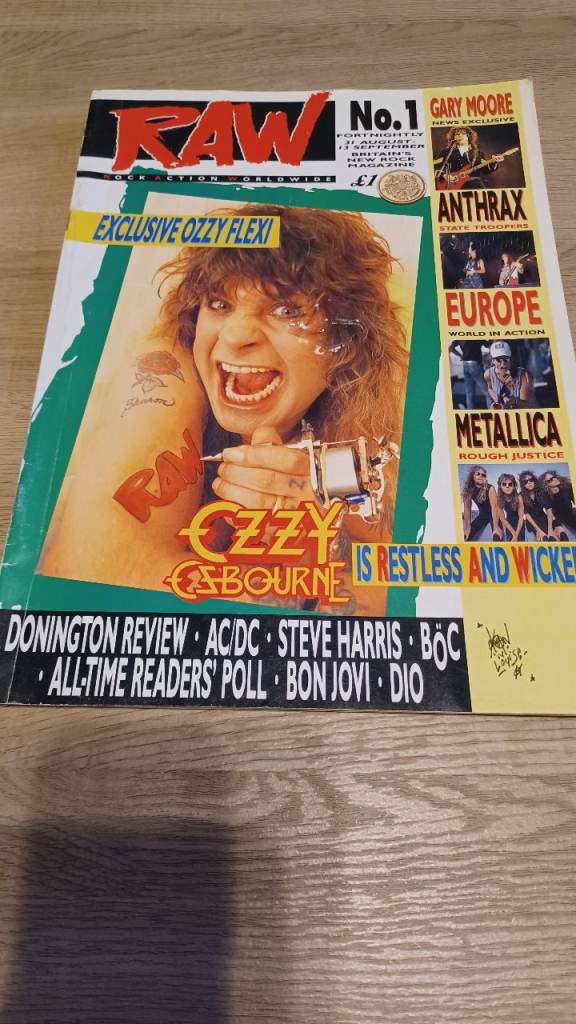 RAW
ROCK ACTION WORLDWIDE
No.1
FORTNIGHTLY
31 AUGUST-
13 SEPTEMBER
BRITAIN'S
NEW ROCK
MAGAZINE
£1
GARY MOORE
NEWS EXCLUSIVE
ANTHRAX
STATE TROOPERS
EUROPE
WORLD IN ACTION
METALLICA
ROUGH JUSTICE
EXCLUSIVE OZZY FLEXI
Sharon
RAW
OZZY
OSBOURNE
IS RESTLESS AND WICKE
DONINGTON REVIEW · AC/DC · STEVE HARRIS · BÖC
· ALL-TIME READERS' POLL · BON JOVI · DIO